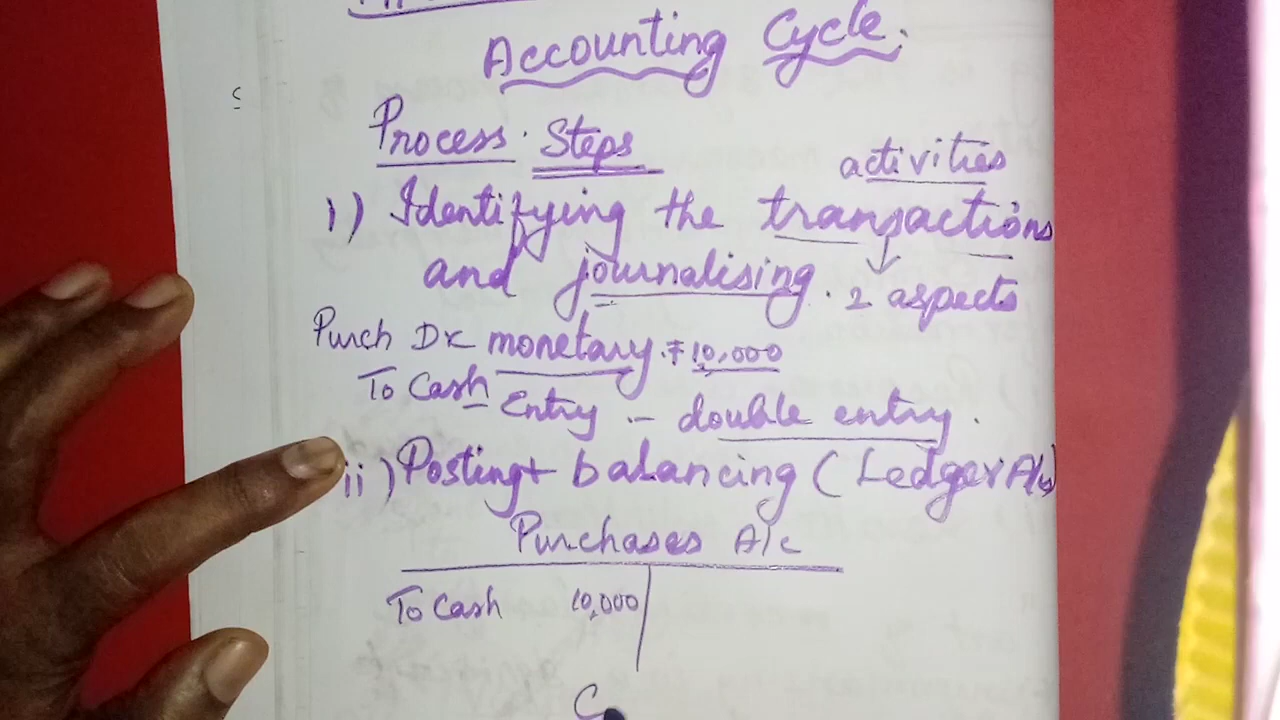 Accounting Cycle.
Process. Steps
activities
i) Identifying the transactions
and journalising. 2 aspects
Purch Dr monetary. ₹ 10,000
To Cash Entry - double entry.
ii) Posting + balancing (Ledger A/cs)
Purchases A/c
To Cash 10,000
C